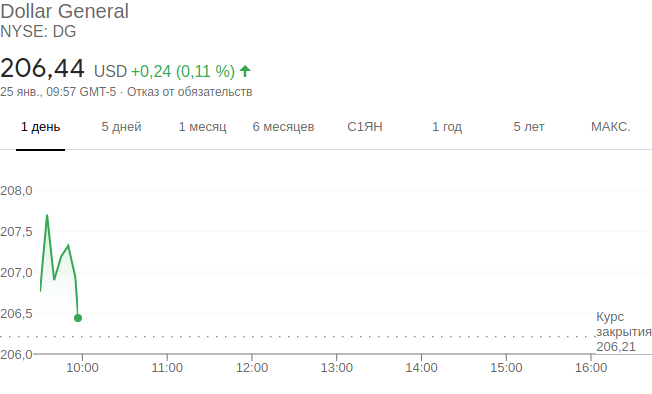 Dollar General
NYSE: DG
206,44 USD +0,24 (0,11 %)
25 янв., 09:57 GMT-5 · Отказ от обязательств
1 день 5 дней 1 месяц 6 месяцев С1ЯН 1 год 5 лет МАКС.
208,0
207,5
207,0
206,5
206,0
Курс
закрытия
206,21
10:00 11:00 12:00 13:00 14:00 15:00 16:00